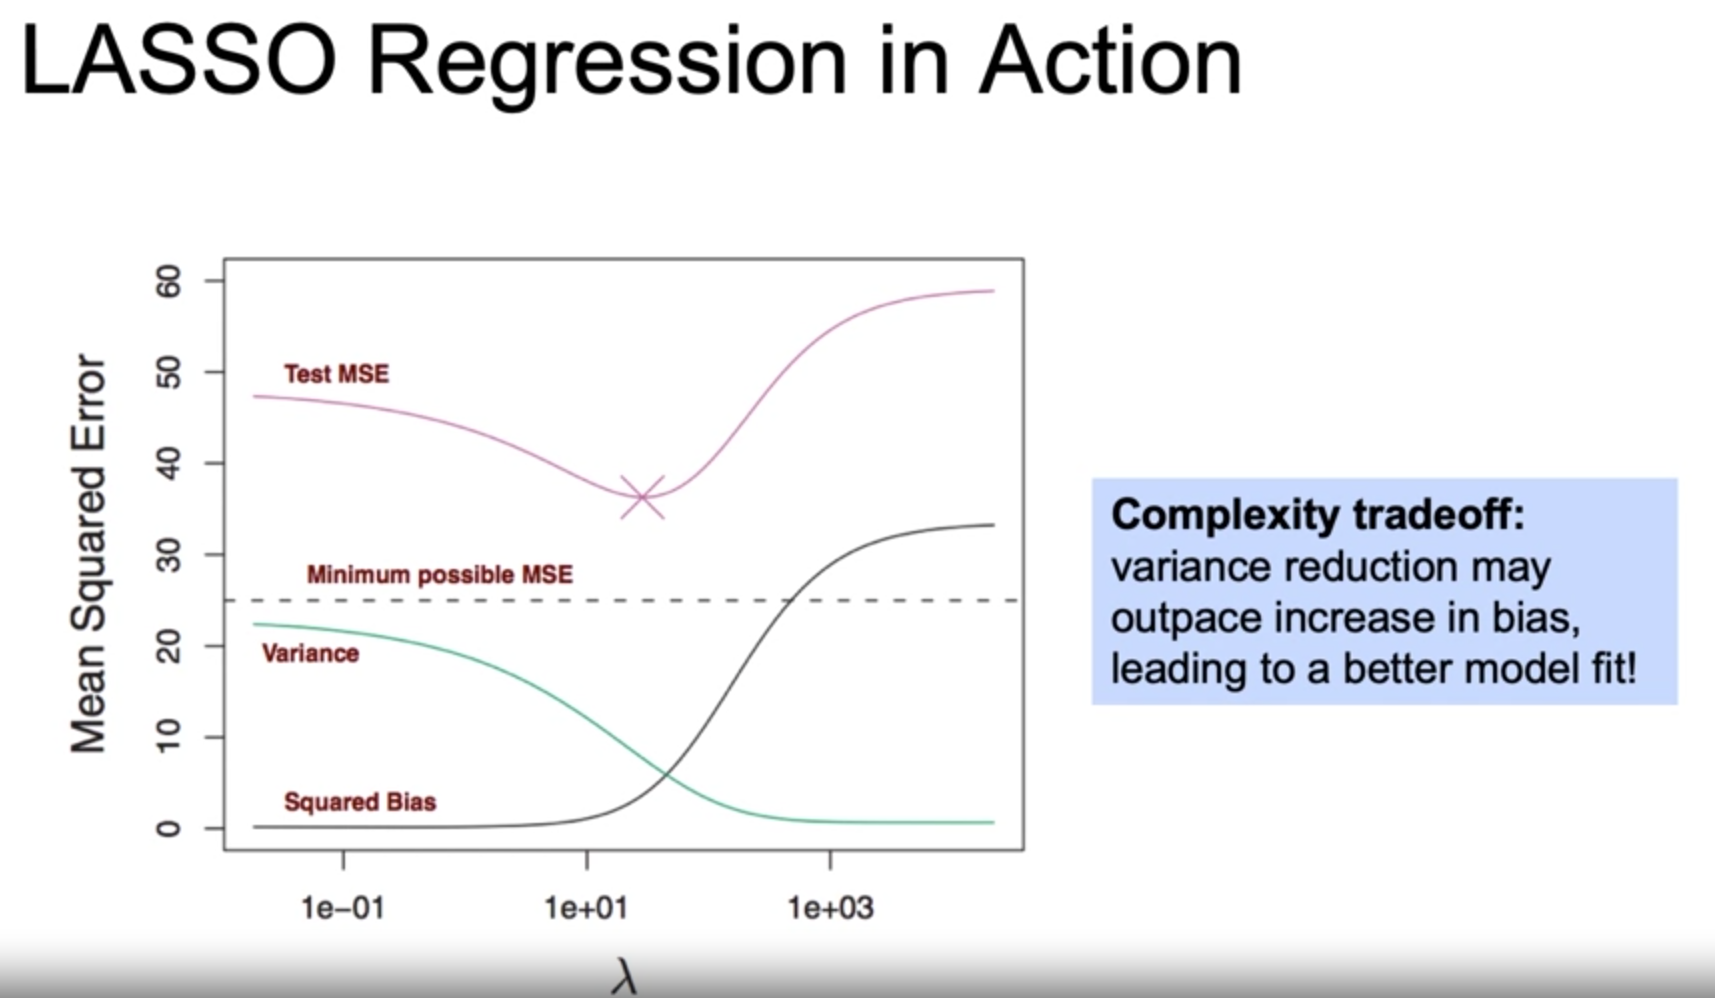 LASSO Regression in Action
Mean Squared Error
60
50
40
30
20
10
0
Test MSE
Minimum possible MSE
Variance
Squared Bias
1e−01
1e+01
1e+03
λ
Complexity tradeoff:
variance reduction may
outpace increase in bias,
leading to a better model fit!